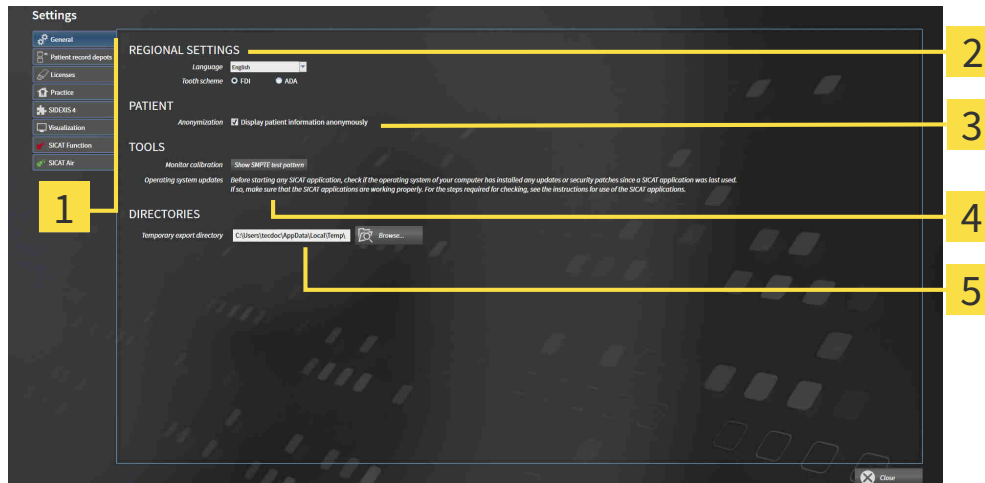 Settings
General
Patient record depots
Licenses
Practice
SIDEXIS 4
Visualization
SICAT Function
SICAT Air
REGIONAL SETTINGS
Language English
Tooth scheme FDI ADA
PATIENT
Anonymization Display patient information anonymously
TOOLS
Monitor calibration Show SMPTE test pattern
Operating system updates Before starting any SICAT application, check if the operating system of your computer has installed any updates or security patches since a SICAT application was last used.
If so, make sure that the SICAT applications are working properly. For the steps required for checking, see the instructions for use of the SICAT applications.
DIRECTORIES
Temporary export directory C:\Users\tecdoc\AppData\Local\Temp\ Browse...
Close
1
2
3
4
5